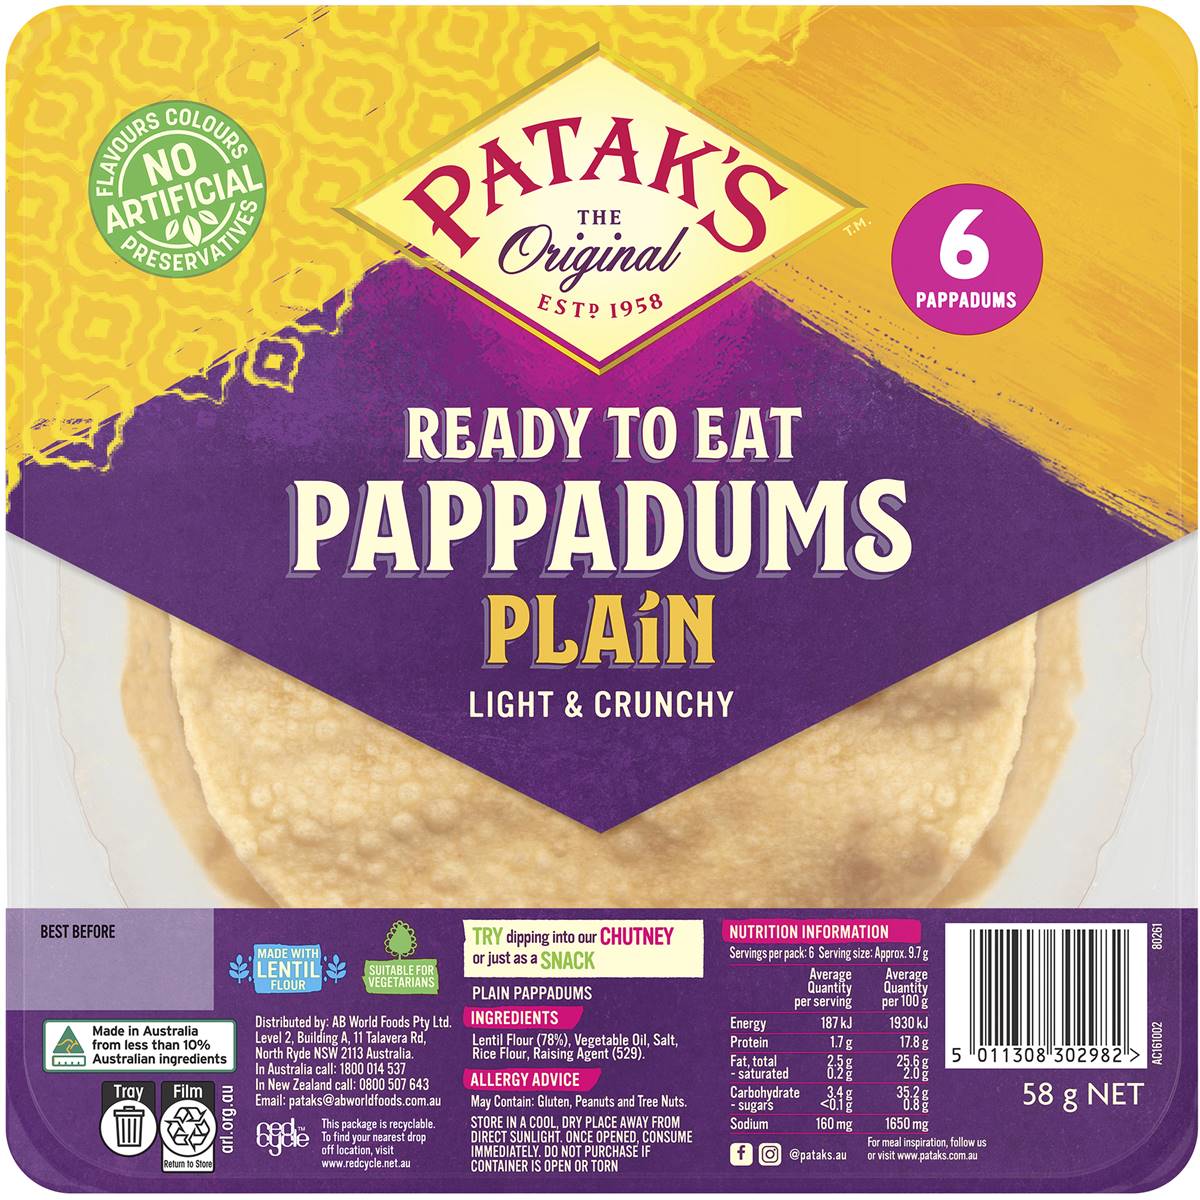 FLAVOURS COLOURS
NO
ARTIFICIAL
PRESERVATIVES
PATAK'S
T.M.
THE
Original
ESTD 1958
6
PAPPADUMS
READY TO EAT
PAPPADUMS
PLAiN
LIGHT & CRUNCHY
BEST BEFORE
Made in Australia
from less than 10%
Australian ingredients
Tray
Film
Return to Store
arl.org.au
MADE WITH
LENTIL
FLOUR
SUITABLE FOR
VEGETARIANS
Distributed by: AB World Foods Pty Ltd.
Level 2, Building A, 11 Talavera Rd,
North Ryde NSW 2113 Australia.
In Australia call: 1800 014 537
In New Zealand call: 0800 507 643
Email: pataks@abworldfoods.com.au
red
cycle
TM
This package is recyclable.
To find your nearest drop
off location, visit
www.redcycle.net.au
TRY dipping into our CHUTNEY
or just as a SNACK
PLAIN PAPPADUMS
INGREDIENTS
Lentil Flour (78%), Vegetable Oil, Salt,
Rice Flour, Raising Agent (529).
ALLERGY ADVICE
May Contain: Gluten, Peanuts and Tree Nuts.
STORE IN A COOL, DRY PLACE AWAY FROM
DIRECT SUNLIGHT. ONCE OPENED, CONSUME
IMMEDIATELY. DO NOT PURCHASE IF
CONTAINER IS OPEN OR TORN
NUTRITION INFORMATION
Servings per pack: 6 Serving size: Approx. 9.7 g
Average Quantity per serving Average Quantity per 100 g
Energy 187 kJ 1930 kJ
Protein 1.7 g 17.8 g
Fat, total 2.5 g 25.6 g
- saturated 0.2 g 2.0 g
Carbohydrate 3.4 g 35.2 g
- sugars <0.1 g 0.8 g
Sodium 160 mg 1650 mg
@pataks.au
For meal inspiration, follow us
or visit www.pataks.com.au
5 011308 302982 >
80261
AC161002
58 g NET